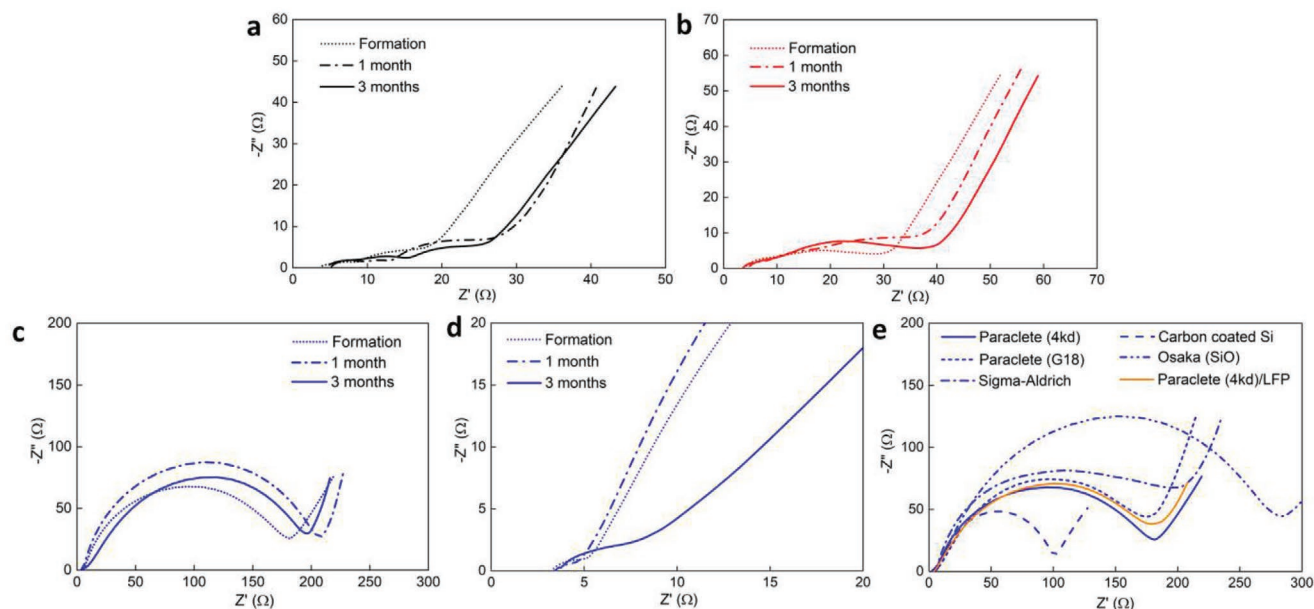 a
60
50
40
30
20
10
0
-Z" (Ω)
Formation
1 month
3 months
0 10 20 30 40 50
Z' (Ω)
b
70
60
50
40
30
20
10
0
-Z" (Ω)
Formation
1 month
3 months
0 10 20 30 40 50 60 70
Z' (Ω)
c
200
150
100
50
0
-Z" (Ω)
Formation
1 month
3 months
0 50 100 150 200 250 300
Z' (Ω)
d
20
15
10
5
0
-Z" (Ω)
Formation
1 month
3 months
5 10 15 20
Z' (Ω)
e
200
150
100
50
0
-Z" (Ω)
Paraclete (4kd)
Paraclete (G18)
Sigma-Aldrich
Carbon coated Si
Osaka (SiO)
Paraclete (4kd)/LFP
0 50 100 150 200 250 300
Z' (Ω)